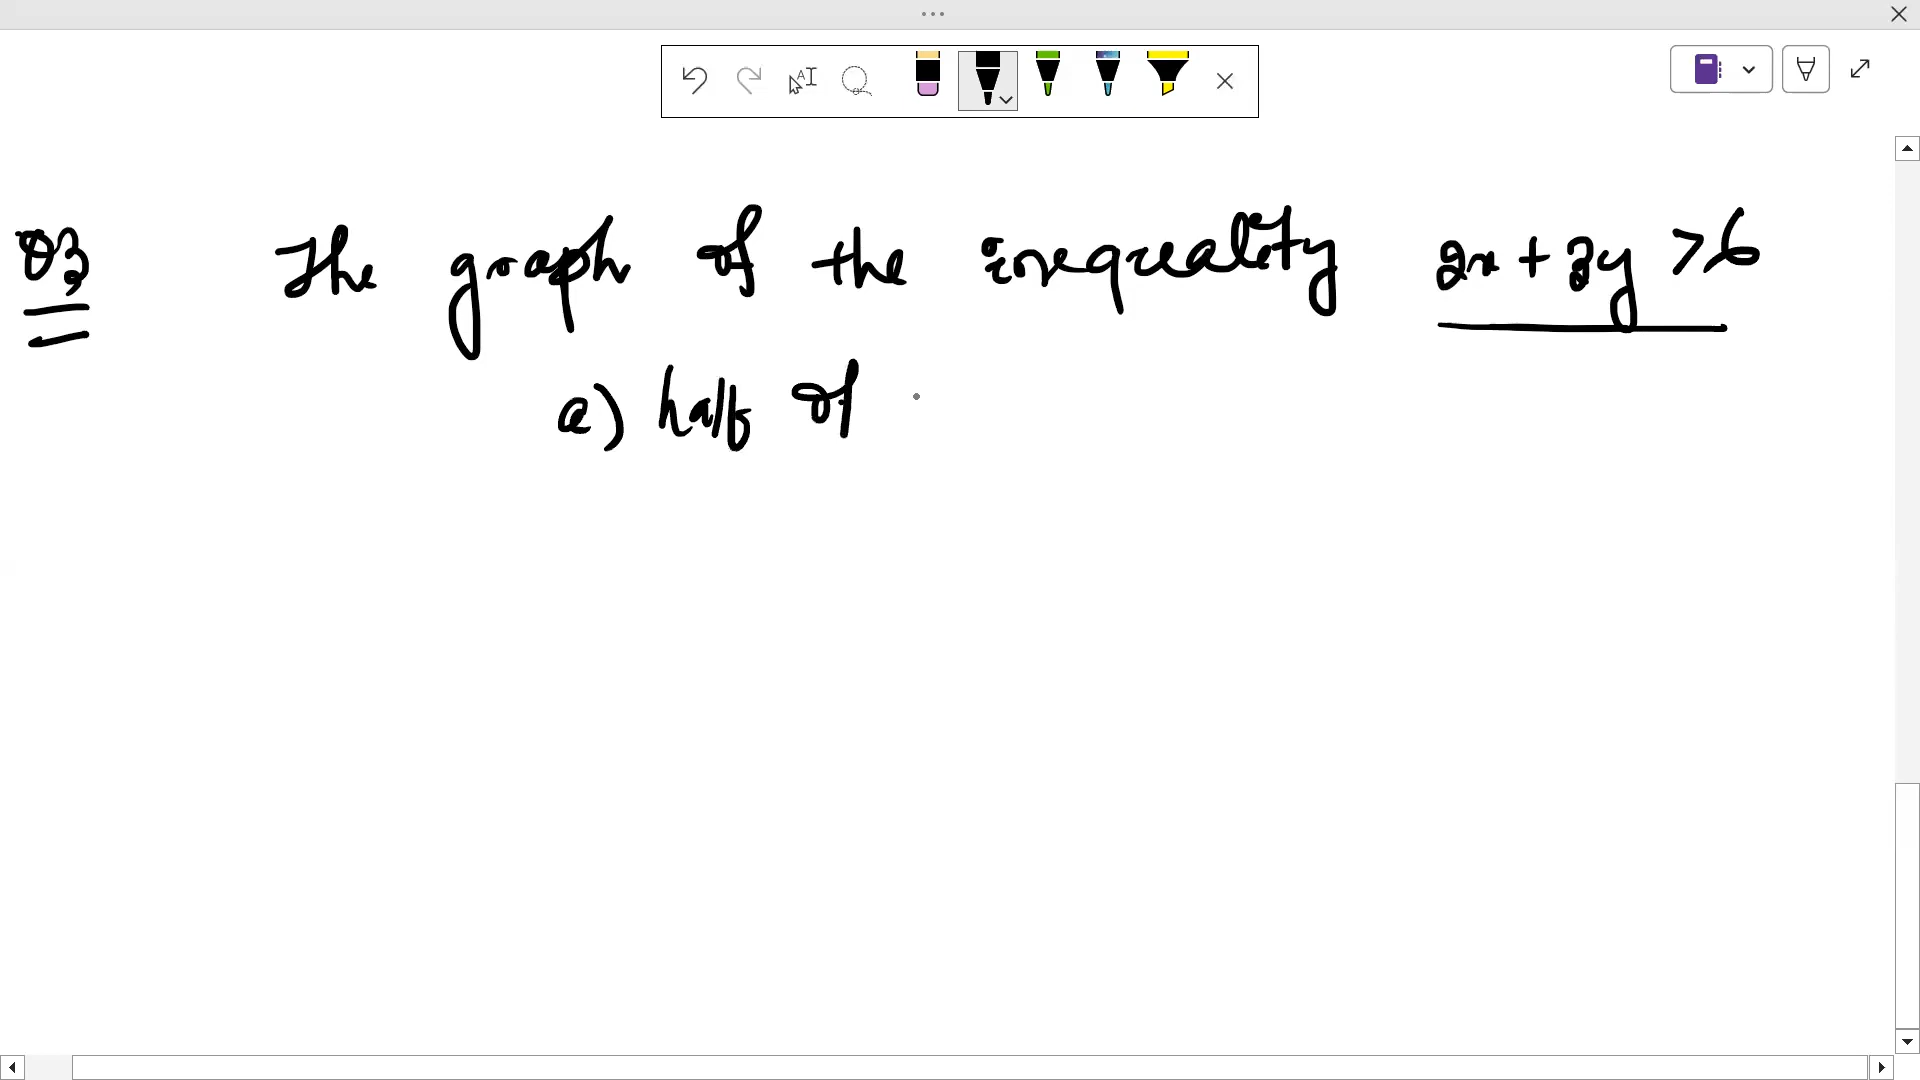 Q3 The graph of the inequality 2x + 3y > 6
a) half of